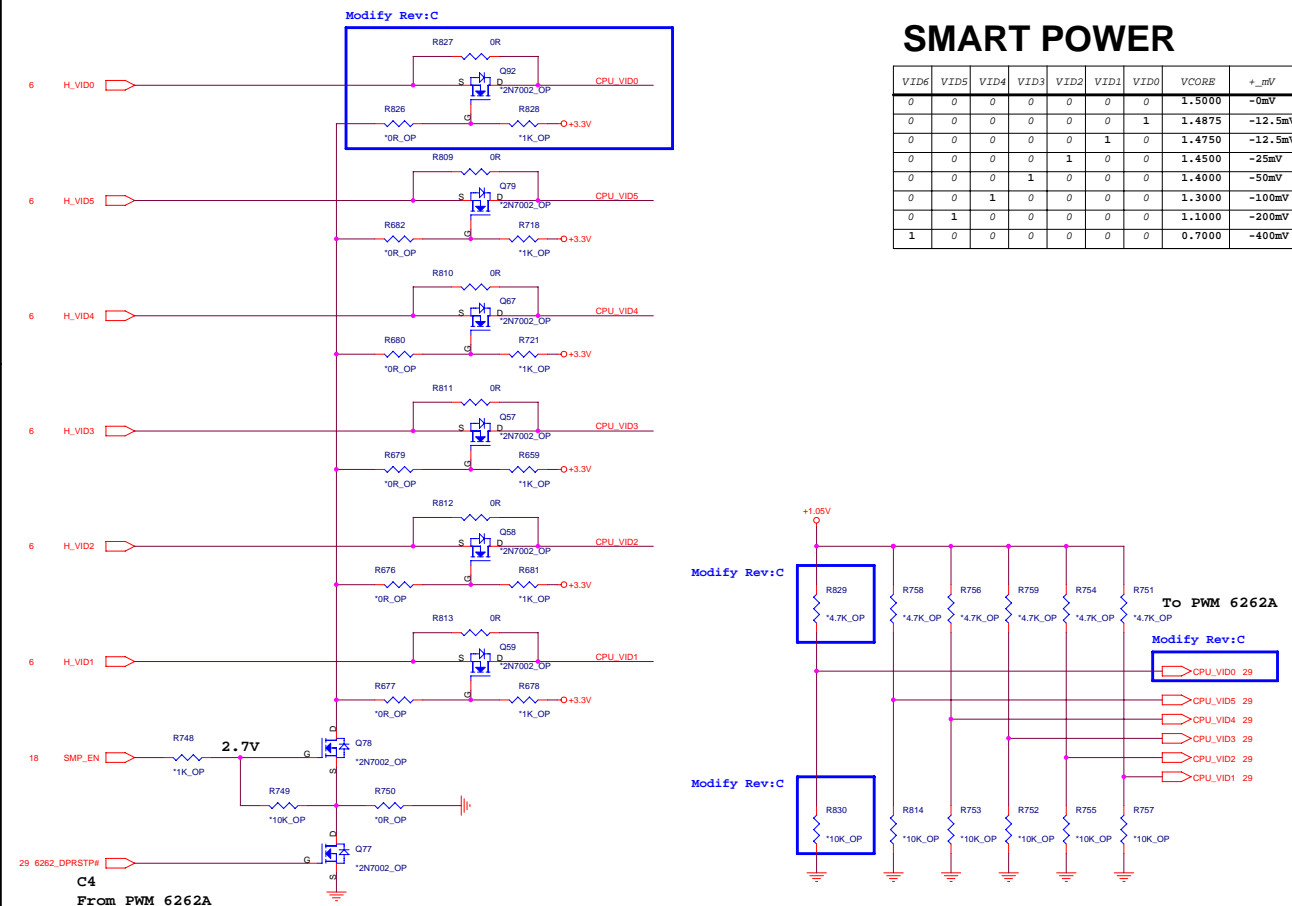 Modify Rev:C
R827 0R
6 H_VID0
S Q92 D
*2N7002_OP
CPU_VID0
R826 G R828
*0R_OP *1K_OP
+3.3V
R809 0R
6 H_VID5
S Q79 D
*2N7002_OP
CPU_VID5
R682 G R718
*0R_OP *1K_OP
+3.3V
R810 0R
6 H_VID4
S Q67 D
*2N7002_OP
CPU_VID4
R680 G R721
*0R_OP *1K_OP
+3.3V
R811 0R
6 H_VID3
S Q57 D
*2N7002_OP
CPU_VID3
R679 G R659
*0R_OP *1K_OP
+3.3V
R812 0R
6 H_VID2
S Q58 D
*2N7002_OP
CPU_VID2
R676 G R681
*0R_OP *1K_OP
+3.3V
R813 0R
6 H_VID1
S Q59 D
*2N7002_OP
CPU_VID1
R677 G R678
*0R_OP *1K_OP
+3.3V
18 SMP_EN
R748
*1K_OP
2.7V
D
G
S
Q78
*2N7002_OP
R749 R750
*10K_OP *0R_OP
29 6262_DPRSTP#
D
G
S
Q77
*2N7002_OP
C4
From PWM 6262A
SMART POWER
VID6 VID5 VID4 VID3 VID2 VID1 VID0 VCORE +_mV
0 0 0 0 0 0 0 1.5000 -0mV
0 0 0 0 0 0 1 1.4875 -12.5mV
0 0 0 0 0 1 0 1.4750 -12.5mV
0 0 0 0 1 0 0 1.4500 -25mV
0 0 0 1 0 0 0 1.4000 -50mV
0 0 1 0 0 0 0 1.3000 -100mV
0 1 0 0 0 0 0 1.1000 -200mV
1 0 0 0 0 0 0 0.7000 -400mV
+1.05V
Modify Rev:C
R829 R758 R756 R759 R754 R751
*4.7K_OP *4.7K_OP *4.7K_OP *4.7K_OP *4.7K_OP *4.7K_OP
To PWM 6262A
Modify Rev:C
CPU_VID0 29
CPU_VID5 29
CPU_VID4 29
CPU_VID3 29
CPU_VID2 29
CPU_VID1 29
Modify Rev:C
R830 R814 R753 R752 R755 R757
*10K_OP *10K_OP *10K_OP *10K_OP *10K_OP *10K_OP